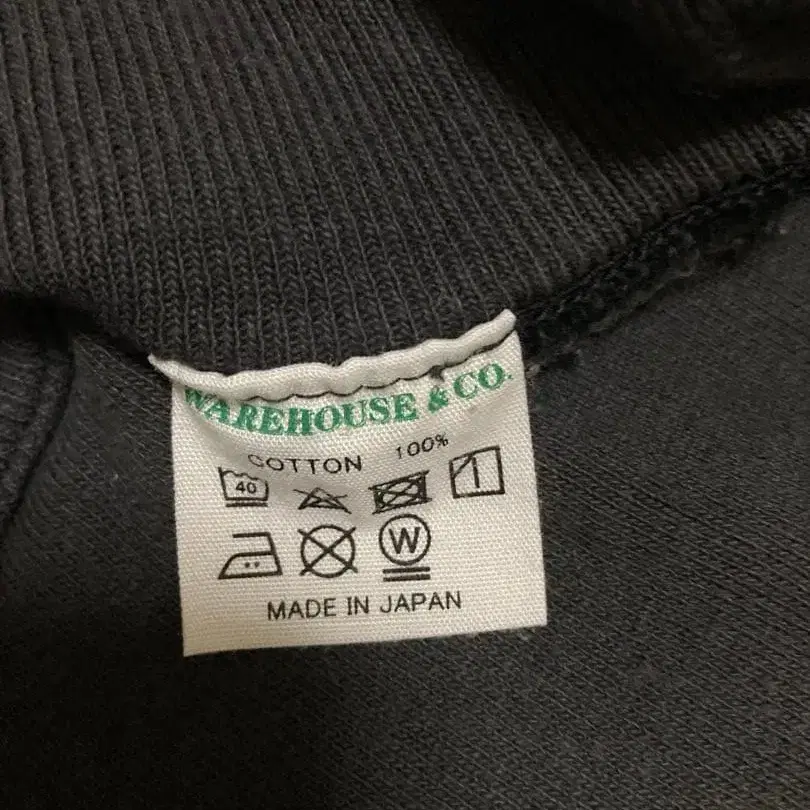 WAREHOUSE & CO.
COTTON 100%
40
W
MADE IN JAPAN